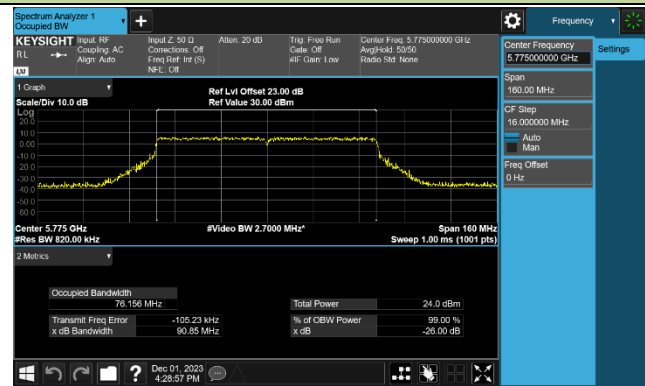 Spectrum Analyzer 1
Occupied BW
Frequency
KEYSIGHT
Input: RF
Coupling: AC
Align: Auto
Input Z: 50 Ω
Corrections: Off
Freq Ref: Int (S)
NFE: Off
Atten: 20 dB
Trig: Free Run
Gate: Off
#IF Gain: Low
Center Freq: 5.775000000 GHz
Avg|Hold: 50/50
Radio Std: None
RL
LXI
Center Frequency
5.775000000 GHz
Settings
Span
160.00 MHz
CF Step
16.000000 MHz
Auto
Man
Freq Offset
0 Hz
1 Graph
Scale/Div 10.0 dB
Ref Lvl Offset 23.00 dB
Ref Value 30.00 dBm
Log
20.0
10.0
0.00
-10.0
-20.0
-30.0
-40.0
-50.0
-60.0
Center 5.775 GHz
#Res BW 820.00 kHz
#Video BW 2.7000 MHz*
Span 160 MHz
Sweep 1.00 ms (1001 pts)
2 Metrics
Occupied Bandwidth
76.156 MHz
Total Power 24.0 dBm
Transmit Freq Error -105.23 kHz
% of OBW Power 99.00 %
x dB Bandwidth 90.85 MHz
x dB -26.00 dB
Dec 01, 2023
4:28:57 PM